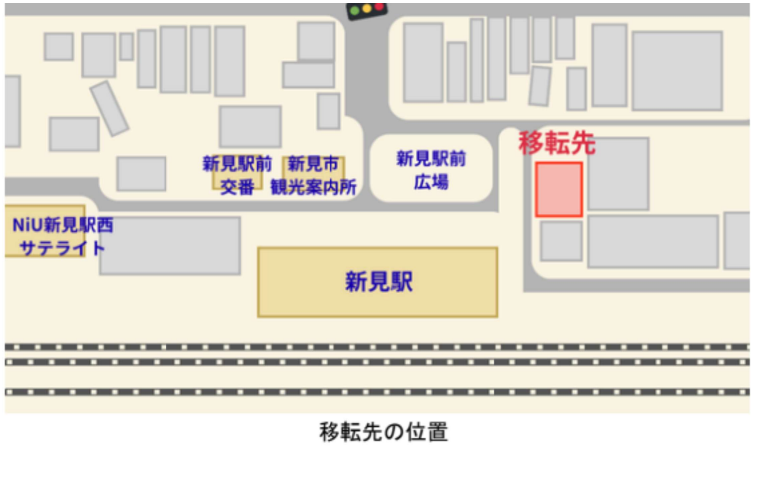 移転先
新見駅前
交番
新見市
観光案内所
新見駅前
広場
NiU新見駅西
サテライト
新見駅
移転先の位置